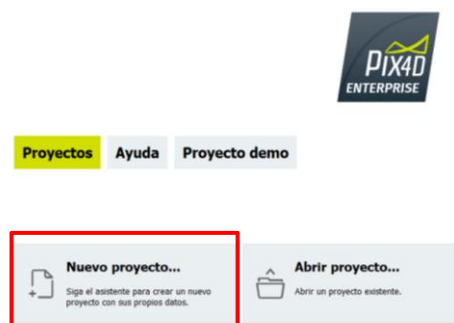 PIX4D
ENTERPRISE
Proyectos Ayuda Proyecto demo
Nuevo proyecto...
Siga el asistente para crear un nuevo
proyecto con sus propios datos.
Abrir proyecto...
Abrir un proyecto existente.